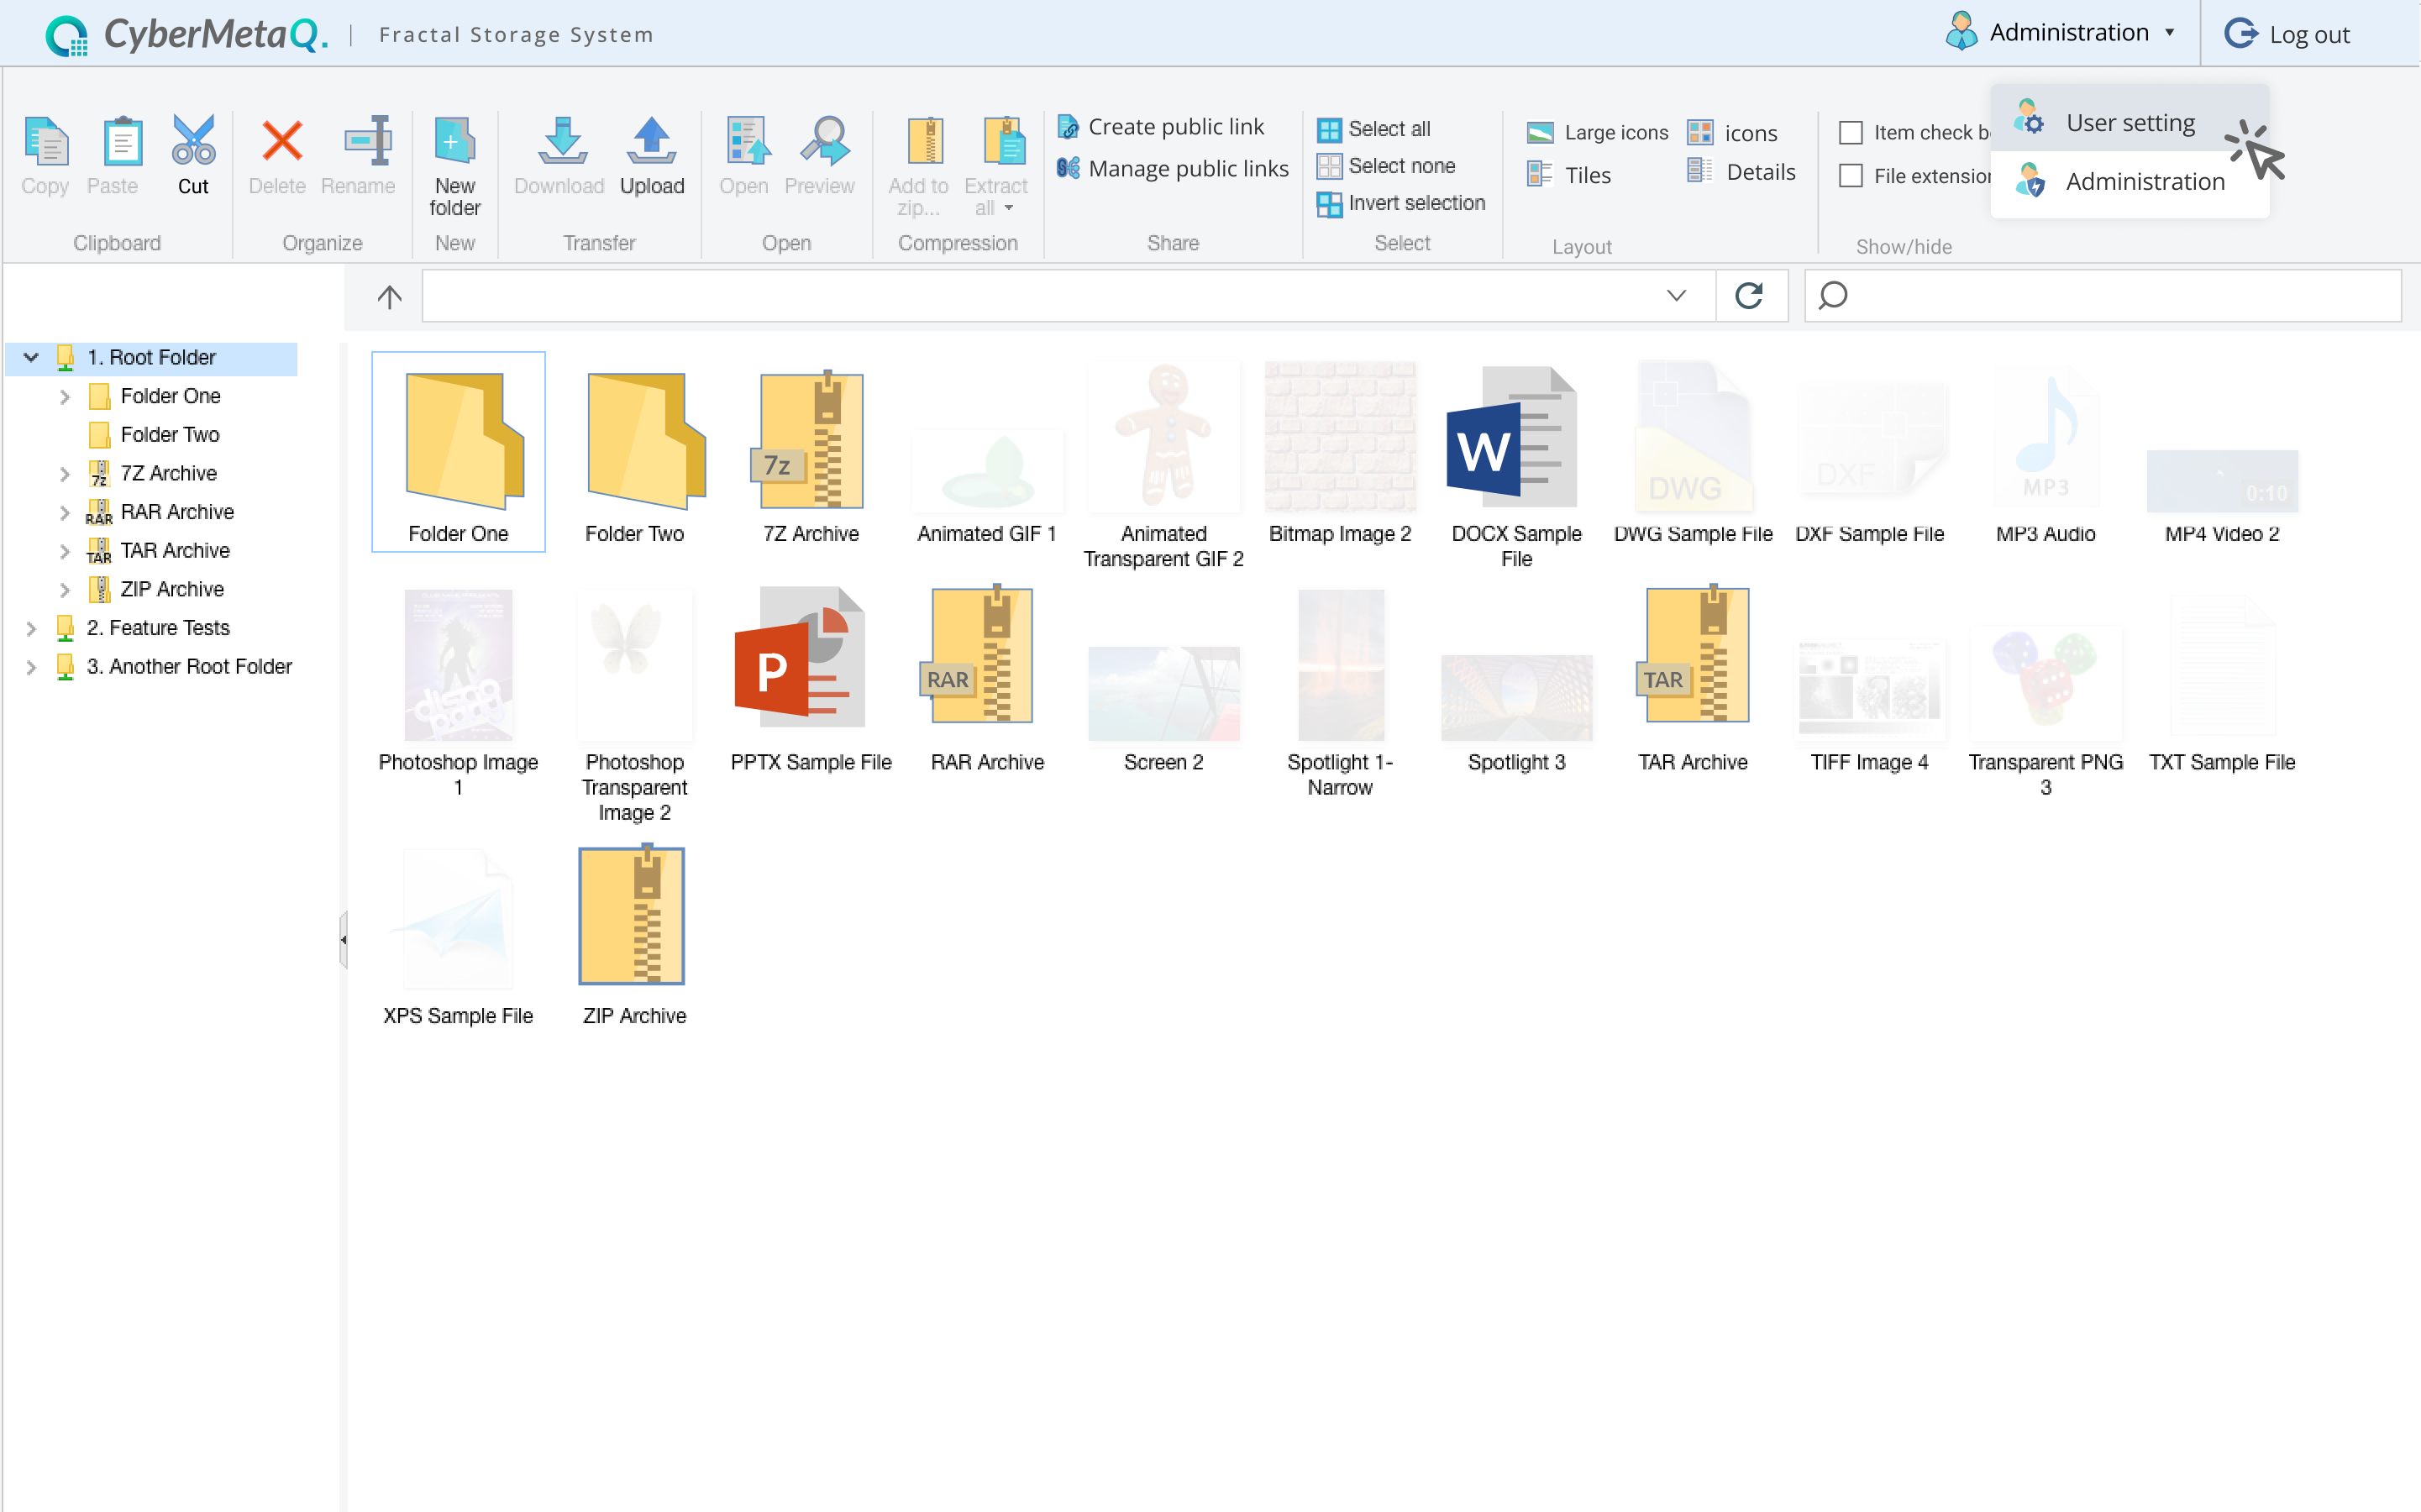 CyberMetaQ. | Fractal Storage System
Administration
Log out
Copy
Paste
Cut
Clipboard
Delete
Rename
Organize
New
folder
New
Download
Upload
Transfer
Open
Preview
Open
Add to
zip...
Extract
all
Compression
Create public link
Manage public links
Share
Select all
Select none
Invert selection
Select
Large icons
icons
Tiles
Details
Layout
Item check b
File extension
Show/hide
User setting
Administration
1. Root Folder
Folder One
Folder Two
7z
7Z Archive
RAR
RAR Archive
TAR
TAR Archive
ZIP Archive
2. Feature Tests
3. Another Root Folder
Folder One
Folder Two
7z
7Z Archive
Animated GIF 1
Animated
Transparent GIF 2
Bitmap Image 2
W
DOCX Sample
File
DWG
DWG Sample File
DXF
DXF Sample File
MP3
MP3 Audio
0:10
MP4 Video 2
disco
party
Photoshop Image
1
Photoshop
Transparent
Image 2
P
PPTX Sample File
RAR
RAR Archive
Screen 2
Spotlight 1-
Narrow
Spotlight 3
TAR
TAR Archive
TIFF Image 4
Transparent PNG
3
TXT Sample File
XPS Sample File
ZIP Archive